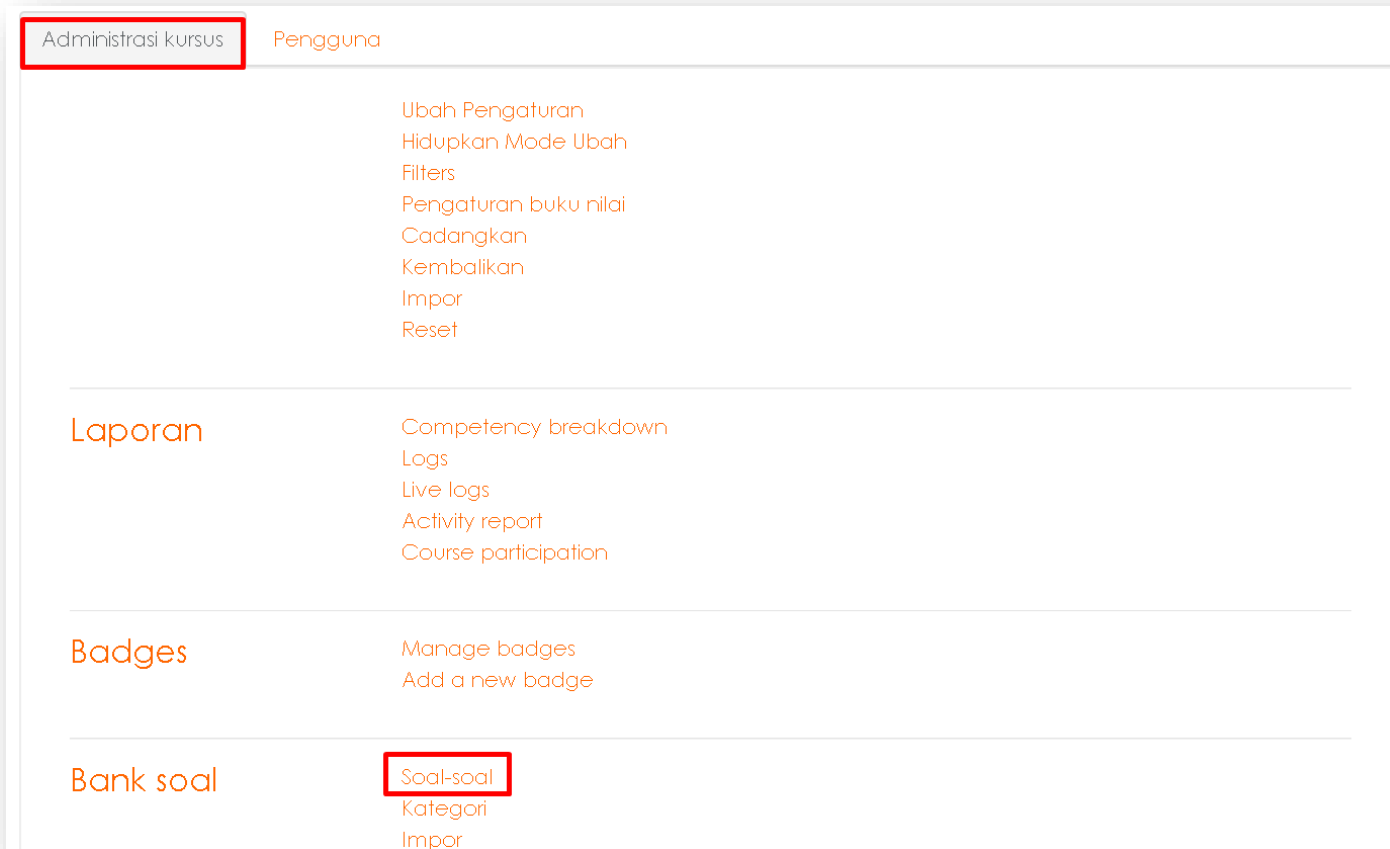 Administrasi kursus
Pengguna
Ubah Pengaturan
Hidupkan Mode Ubah
Filters
Pengaturan buku nilai
Cadangkan
Kembalikan
Impor
Reset
Laporan
Competency breakdown
Logs
Live logs
Activity report
Course participation
Badges
Manage badges
Add a new badge
Bank soal
Soal-soal
Kategori
Impor